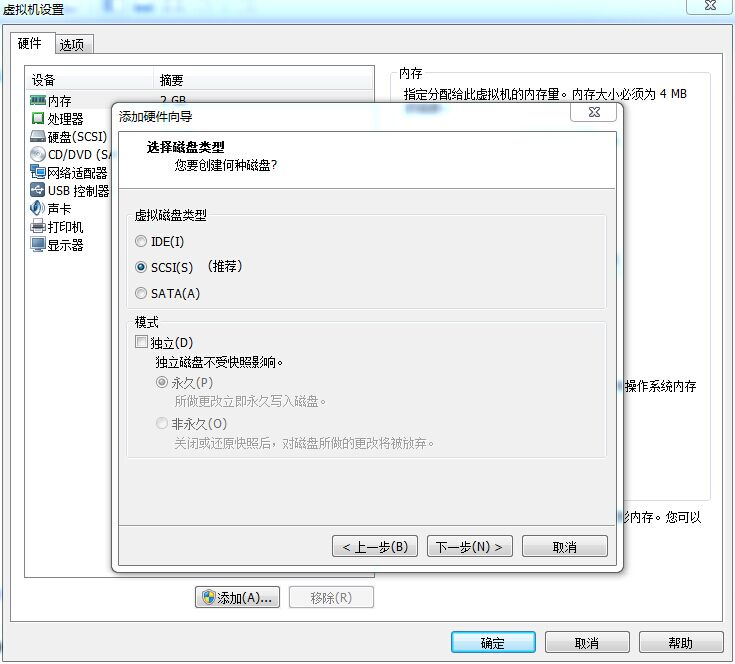 虚拟机设置
硬件 选项
设备 摘要
内存 2 GB
处理器
硬盘(SCSI)
CD/DVD (SA
网络适配器
USB 控制器
声卡
打印机
显示器
内存
指定分配给此虚拟机的内存量。内存大小必须为 4 MB
操作系统内存
内存。您可以
添加硬件向导
选择磁盘类型
您要创建何种磁盘?
虚拟磁盘类型
IDE(I)
SCSI(S) (推荐)
SATA(A)
模式
独立(D)
独立磁盘不受快照影响。
永久(P)
所做更改立即永久写入磁盘。
非永久(O)
关闭或还原快照后，对磁盘所做的更改将被放弃。
< 上一步(B) 下一步(N) > 取消
添加(A)... 移除(R)
确定 取消 帮助